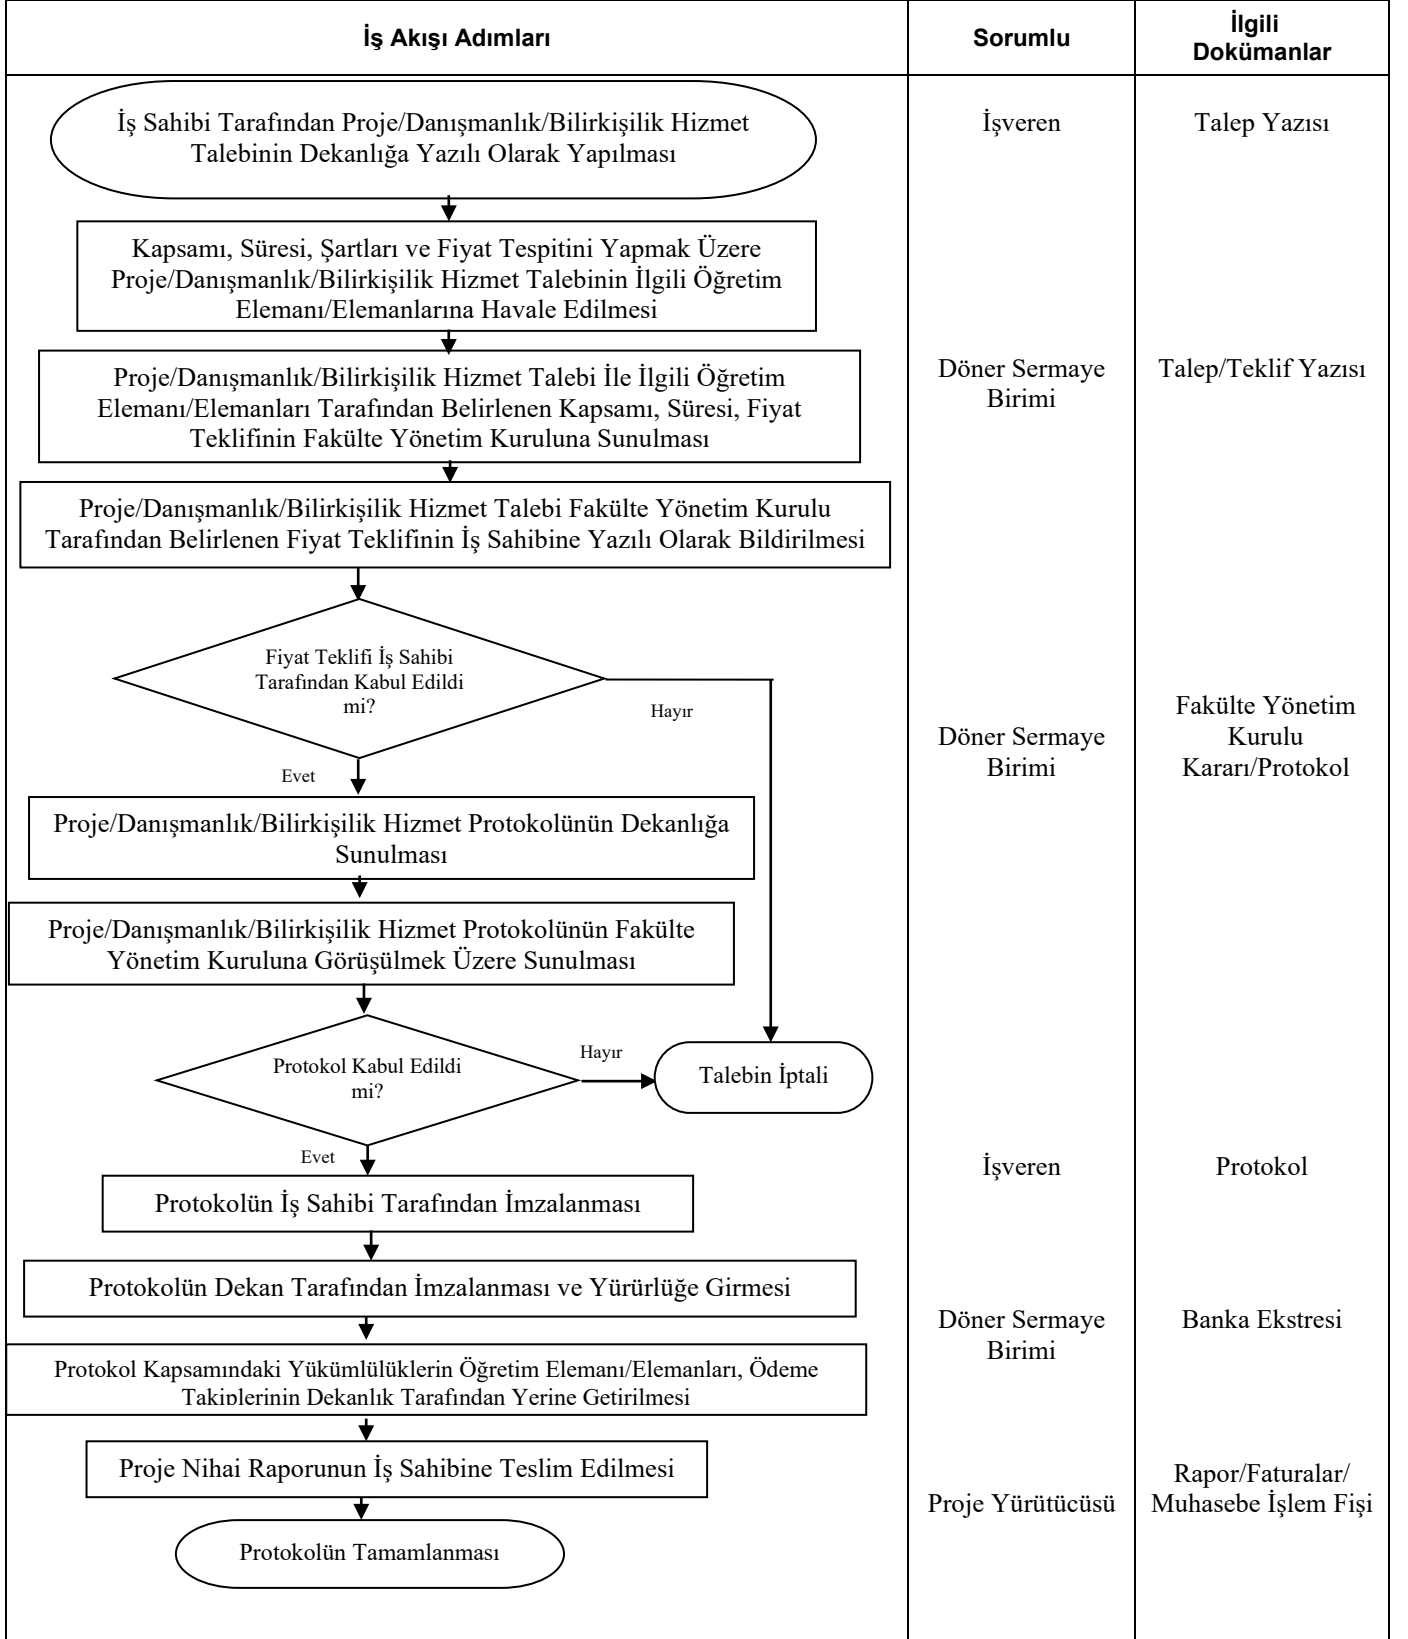 İş Akışı Adımları
Sorumlu
İlgili
Dokümanlar
İş Sahibi Tarafından Proje/Danışmanlık/Bilirkişilik Hizmet
Talebinin Dekanlığa Yazılı Olarak Yapılması
İşveren
Talep Yazısı
Kapsamı, Süresi, Şartları ve Fiyat Tespitini Yapmak Üzere
Proje/Danışmanlık/Bilirkişilik Hizmet Talebinin İlgili Öğretim
Elemanı/Elemanlarına Havale Edilmesi
Proje/Danışmanlık/Bilirkişilik Hizmet Talebi İle İlgili Öğretim
Elemanı/Elemanları Tarafından Belirlenen Kapsamı, Süresi, Fiyat
Teklifinin Fakülte Yönetim Kuruluna Sunulması
Döner Sermaye
Birimi
Talep/Teklif Yazısı
Proje/Danışmanlık/Bilirkişilik Hizmet Talebi Fakülte Yönetim Kurulu
Tarafından Belirlenen Fiyat Teklifinin İş Sahibine Yazılı Olarak Bildirilmesi
Fiyat Teklifi İş Sahibi
Tarafından Kabul Edildi
mi?
Hayır
Evet
Döner Sermaye
Birimi
Fakülte Yönetim
Kurulu
Kararı/Protokol
Proje/Danışmanlık/Bilirkişilik Hizmet Protokolünün Dekanlığa
Sunulması
Proje/Danışmanlık/Bilirkişilik Hizmet Protokolünün Fakülte
Yönetim Kuruluna Görüşülmek Üzere Sunulması
Protokol Kabul Edildi
mi?
Hayır
Talebin İptali
Evet
İşveren
Protokol
Protokolün İş Sahibi Tarafından İmzalanması
Protokolün Dekan Tarafından İmzalanması ve Yürürlüğe Girmesi
Döner Sermaye
Birimi
Banka Ekstresi
Protokol Kapsamındaki Yükümlülüklerin Öğretim Elemanı/Elemanları, Ödeme
Takiplerinin Dekanlık Tarafından Yerine Getirilmesi
Proje Nihai Raporunun İş Sahibine Teslim Edilmesi
Proje Yürütücüsü
Rapor/Faturalar/
Muhasebe İşlem Fişi
Protokolün Tamamlanması